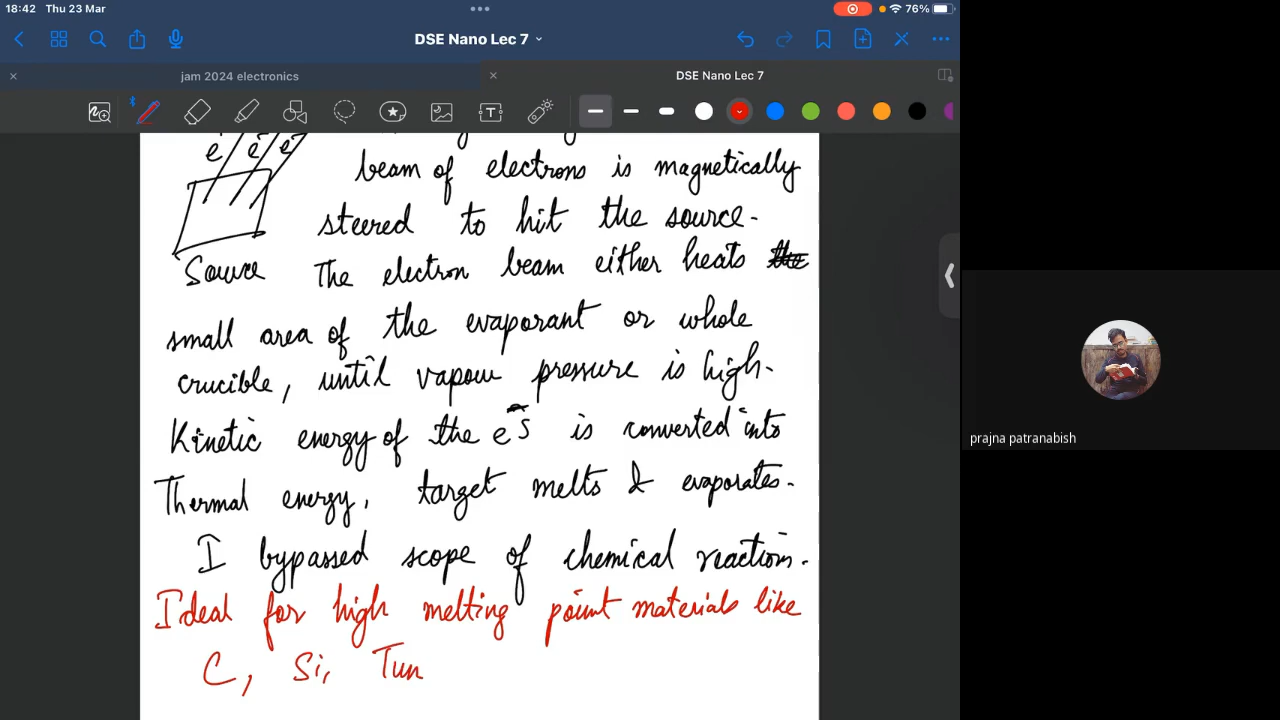 18:42 Thu 23 Mar
76%
DSE Nano Lec 7
jam 2024 electronics
DSE Nano Lec 7
e⁻ e⁻ e⁻
beam of electrons is magnetically
steered to hit the source.
Source The electron beam either heats the
small area of the evaporant or whole
crucible, until vapour pressure is high.
Kinetic energy of the e⁻s is converted into
Thermal energy, target melts & evaporates.
I bypassed scope of chemical reaction.
Ideal for high melting point materials like
C, Si, Tun
prajna patranabish